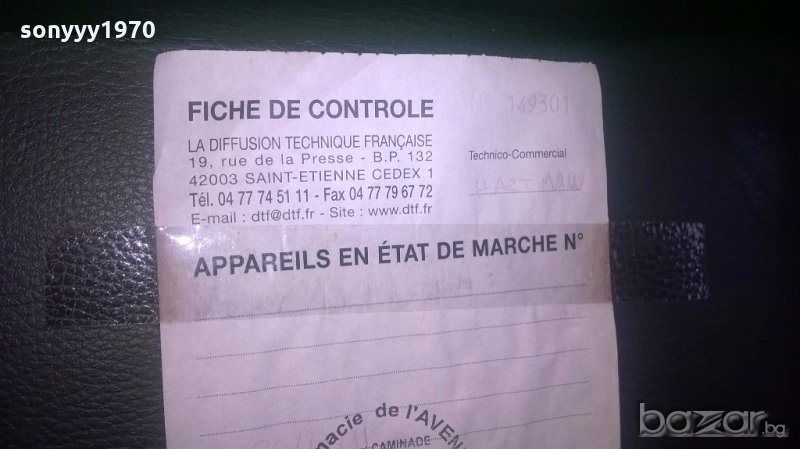 sonyyy1970
FICHE DE CONTROLE
149301
LA DIFFUSION TECHNIQUE FRANÇAISE
19, rue de la Presse - B.P. 132
42003 SAINT-ETIENNE CEDEX 1
Tél. 04 77 74 51 11 - Fax 04 77 79 67 72
E-mail : dtf@dtf.fr - Site : www.dtf.fr
Technico-Commercial
APPAREILS EN ÉTAT DE MARCHE N°
macie de l'AVEN
CAMINADE
bazar.bg